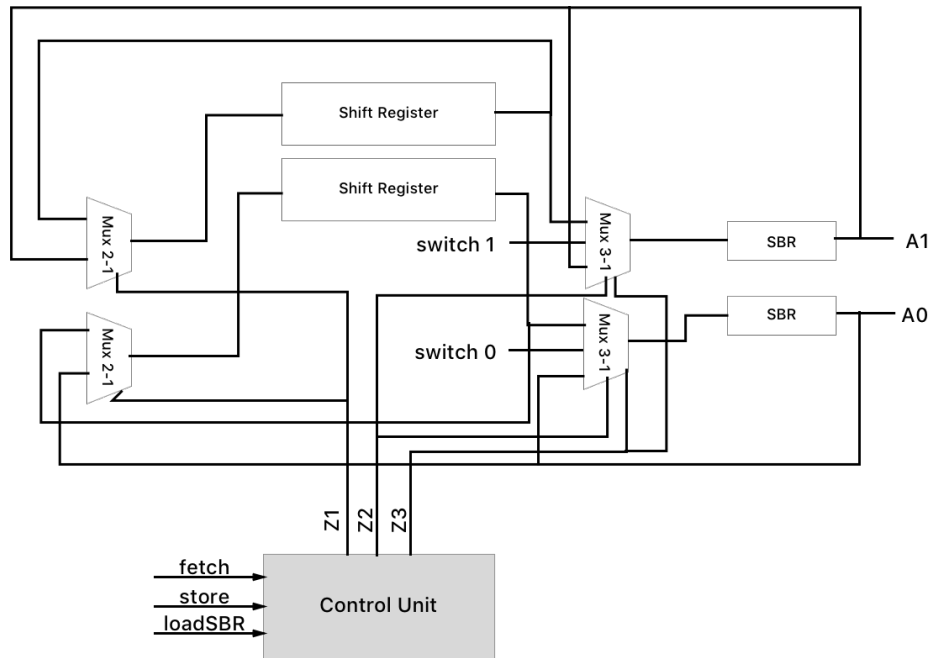 Shift Register
Shift Register
Mux 2-1
Mux 3-1
switch 1
SBR
A1
Mux 2-1
Mux 3-1
switch 0
SBR
A0
Z1
Z2
Z3
fetch
store
loadSBR
Control Unit